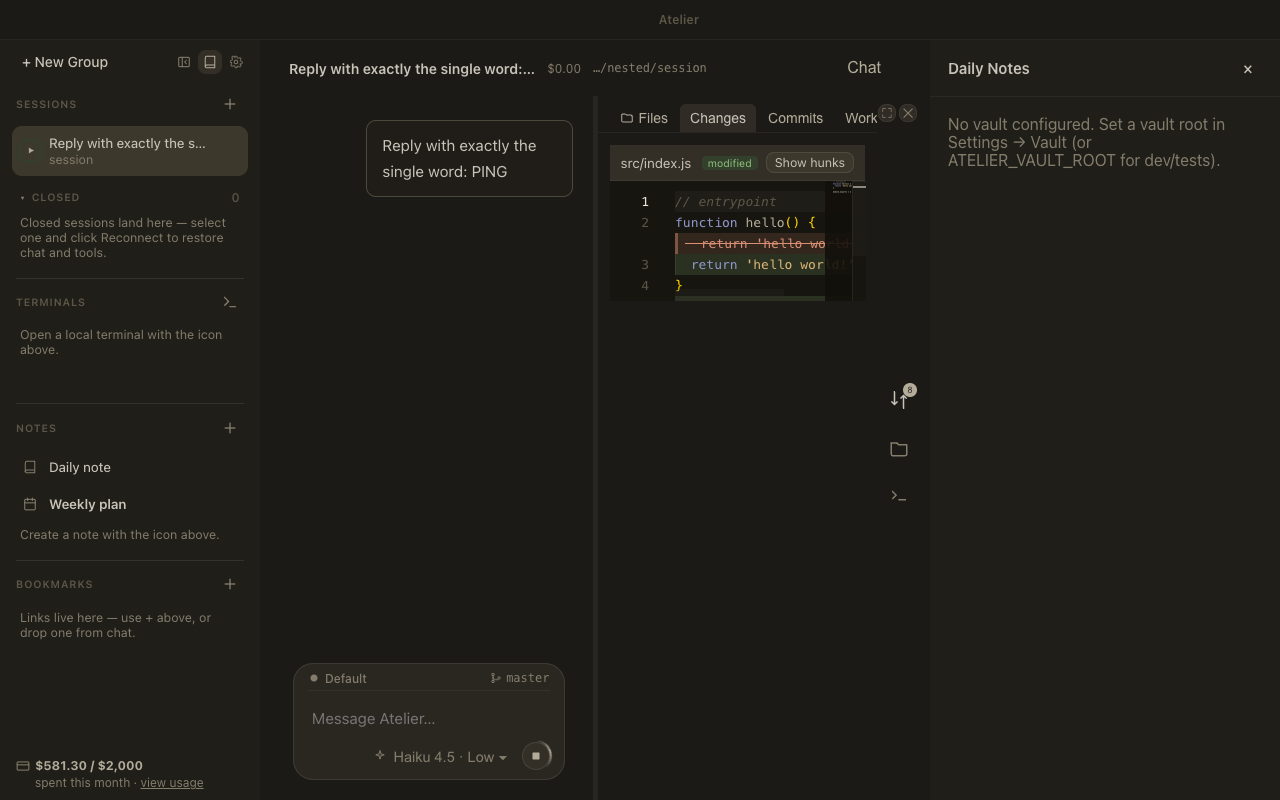 Atelier
+ New Group
SESSIONS
Reply with exactly the s...
session
CLOSED 0
Closed sessions land here — select
one and click Reconnect to restore
chat and tools.
TERMINALS
Open a local terminal with the icon
above.
NOTES
Daily note
Weekly plan
Create a note with the icon above.
BOOKMARKS
Links live here — use + above, or
drop one from chat.
$581.30 / $2,000
spent this month · view usage
Reply with exactly the single word:... $0.00 …/nested/session Chat
Reply with exactly the
single word: PING
Default master
Message Atelier...
Haiku 4.5 · Low
Files Changes Commits Work
src/index.js modified Show hunks
1 // entrypoint
2 function hello() {
return 'hello world
3 return 'hello world!'
4 }
8
Daily Notes ×
No vault configured. Set a vault root in
Settings → Vault (or
ATELIER_VAULT_ROOT for dev/tests).